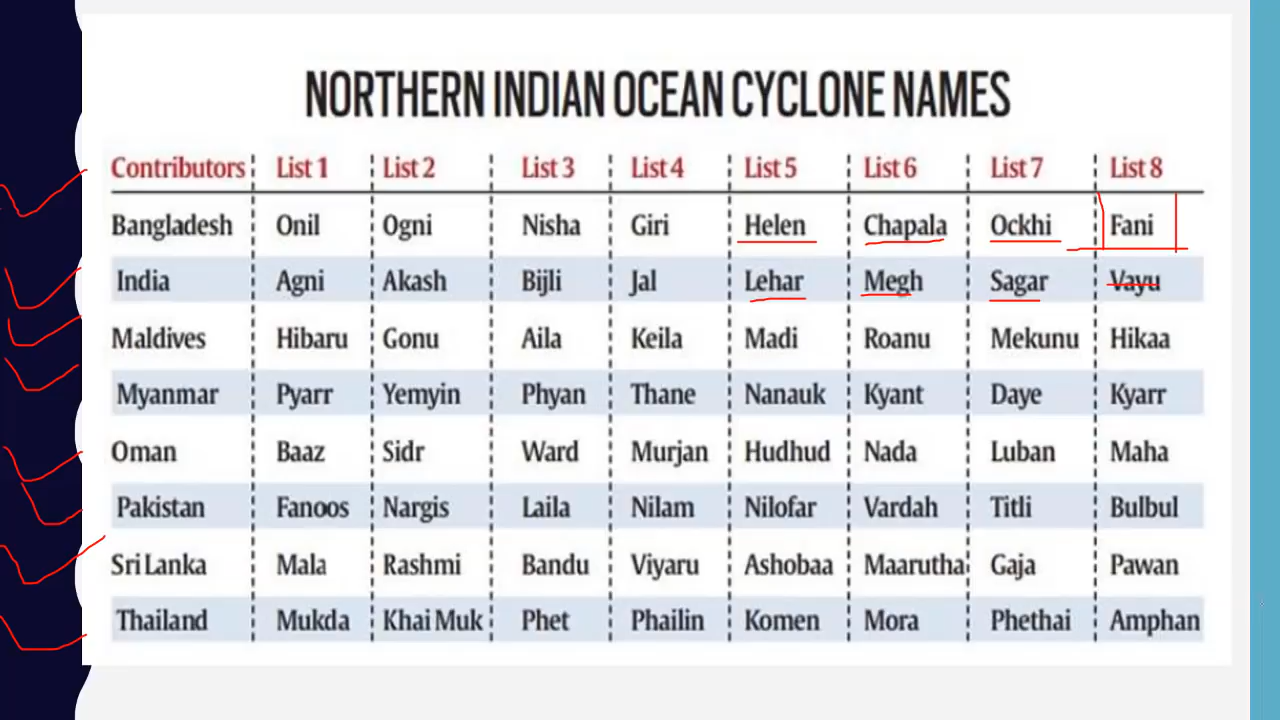 NORTHERN INDIAN OCEAN CYCLONE NAMES
Contributors List 1 List 2 List 3 List 4 List 5 List 6 List 7 List 8
Bangladesh Onil Ogni Nisha Giri Helen Chapala Ockhi Fani
India Agni Akash Bijli Jal Lehar Megh Sagar Vayu
Maldives Hibaru Gonu Aila Keila Madi Roanu Mekunu Hikaa
Myanmar Pyarr Yemyin Phyan Thane Nanauk Kyant Daye Kyarr
Oman Baaz Sidr Ward Murjan Hudhud Nada Luban Maha
Pakistan Fanoos Nargis Laila Nilam Nilofar Vardah Titli Bulbul
Sri Lanka Mala Rashmi Bandu Viyaru Ashobaa Maarutha Gaja Pawan
Thailand Mukda Khai Muk Phet Phailin Komen Mora Phethai Amphan